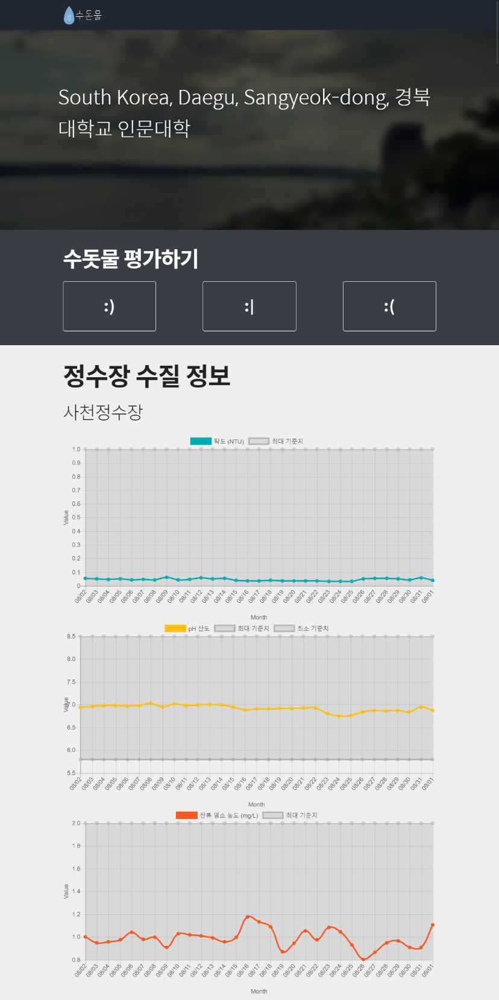 :) 수돗물
South Korea, Daegu, Sangyeok-dong, 경북
대학교 인문대학
수돗물 평가하기
:) :| :(
정수장 수질 정보
사천정수장
탁도 (NTU) 최대 기준치
1.0
0.9
0.8
0.7
0.6
0.5
0.4
0.3
0.2
0.1
0
Value
08/02 08/03 08/04 08/05 08/06 08/07 08/08 08/09 08/10 08/11 08/12 08/13 08/14 08/15 08/16 08/17 08/18 08/19 08/20 08/21 08/22 08/23 08/24 08/25 08/26 08/27 08/28 08/29 08/30 08/31 09/01
Month
pH 산도 최대 기준치 최소 기준치
8.5
8.0
7.5
7.0
6.5
6.0
5.5
Value
08/02 08/03 08/04 08/05 08/06 08/07 08/08 08/09 08/10 08/11 08/12 08/13 08/14 08/15 08/16 08/17 08/18 08/19 08/20 08/21 08/22 08/23 08/24 08/25 08/26 08/27 08/28 08/29 08/30 08/31 09/01
Month
잔류 염소 농도 (mg/L) 최대 기준치
2.0
1.8
1.6
1.4
1.2
1.0
0.8
Value
08/02 08/03 08/04 08/05 08/06 08/07 08/08 08/09 08/10 08/11 08/12 08/13 08/14 08/15 08/16 08/17 08/18 08/19 08/20 08/21 08/22 08/23 08/24 08/25 08/26 08/27 08/28 08/29 08/30 08/31 09/01
Month